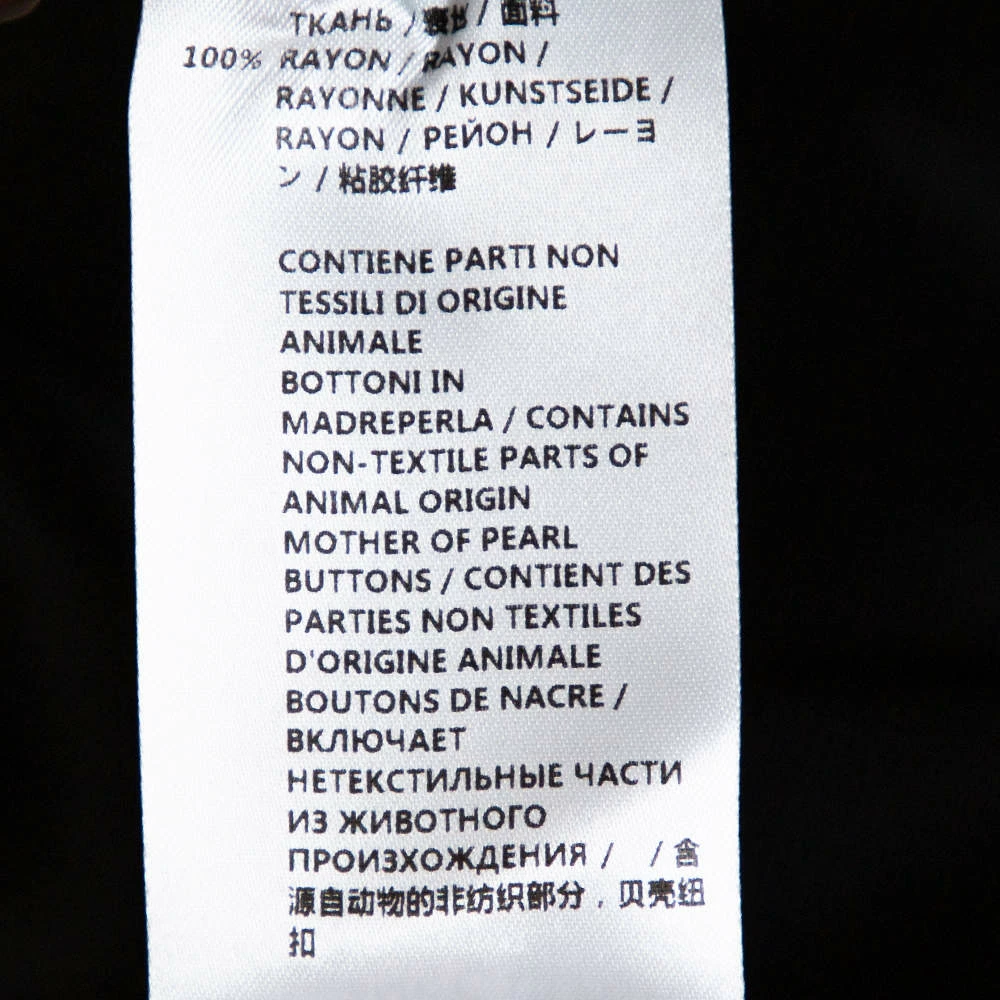 ТКАНЬ / / 面料
100% RAYON / RAYON /
RAYONNE / KUNSTSEIDE /
RAYON / РЕЙОН / レーヨ
ン / 粘胶纤维
CONTIENE PARTI NON
TESSILI DI ORIGINE
ANIMALE
BOTTONI IN
MADREPERLA / CONTAINS
NON-TEXTILE PARTS OF
ANIMAL ORIGIN
MOTHER OF PEARL
BUTTONS / CONTIENT DES
PARTIES NON TEXTILES
D'ORIGINE ANIMALE
BOUTONS DE NACRE /
ВКЛЮЧАЕТ
НЕТЕКСТИЛЬНЫЕ ЧАСТИ
ИЗ ЖИВОТНОГО
ПРОИЗХОЖДЕНИЯ / / 含
源自动物的非纺织部分，贝壳纽
扣